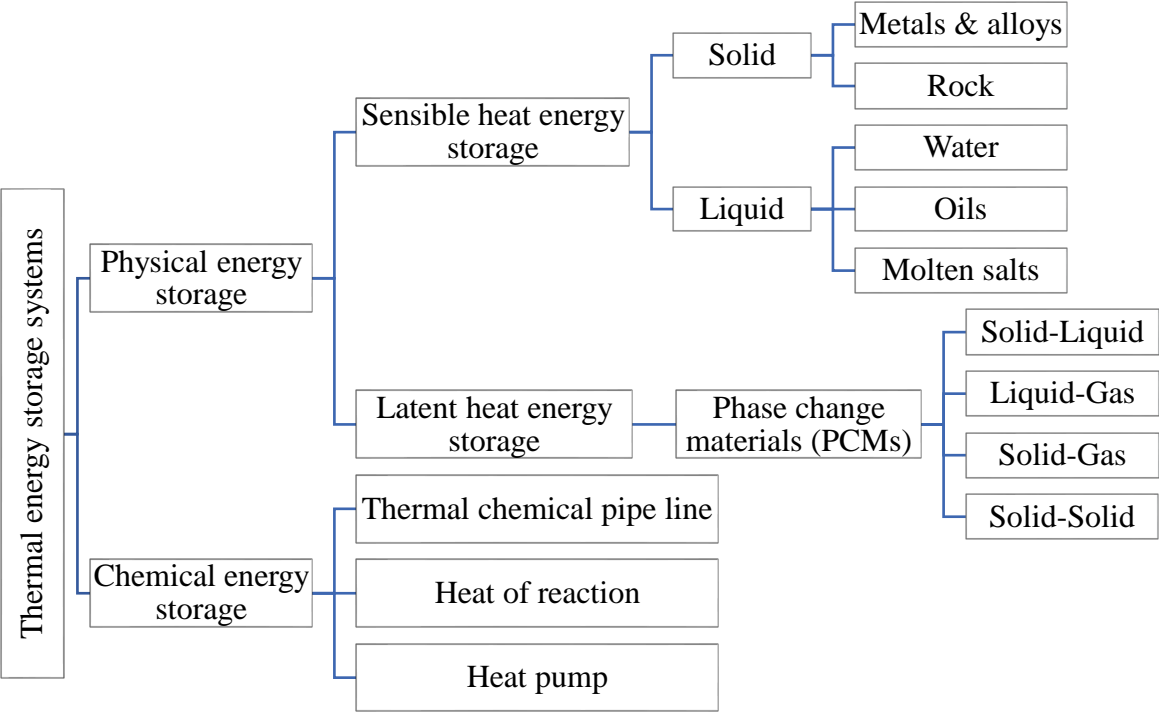 Thermal energy storage systems
Physical energy
storage
Sensible heat energy
storage
Solid
Metals & alloys
Rock
Liquid
Water
Oils
Molten salts
Latent heat energy
storage
Phase change
materials (PCMs)
Solid-Liquid
Liquid-Gas
Solid-Gas
Solid-Solid
Chemical energy
storage
Thermal chemical pipe line
Heat of reaction
Heat pump